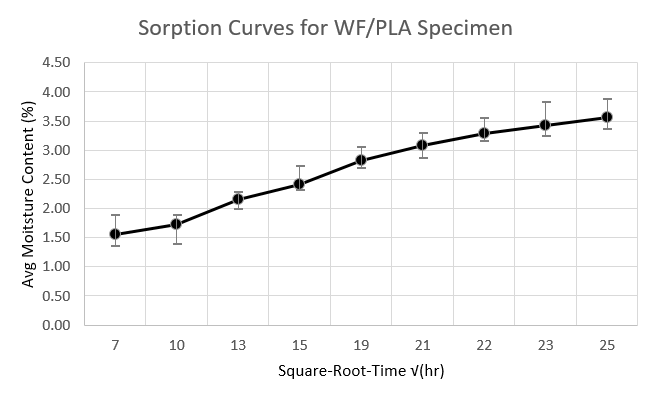 Sorption Curves for WF/PLA Specimen
4.50
4.00
3.50
3.00
2.50
2.00
1.50
1.00
0.50
0.00
Avg Moitsture Content (%)
7 10 13 15 19 21 22 23 25
Square-Root-Time √(hr)